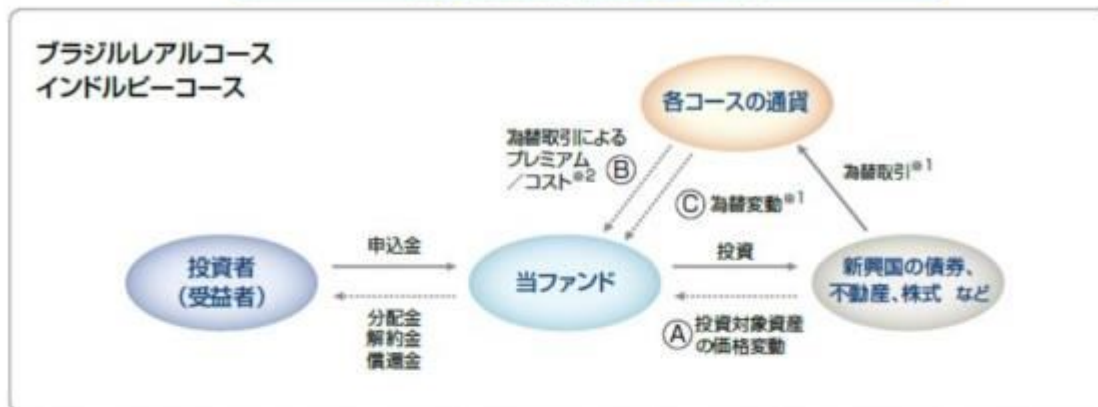 ブラジルレアルコース
インドルピーコース
各コースの通貨
為替取引による
プレミアム
／コスト※2 Ⓑ
Ⓒ 為替変動※1
為替取引※1
投資者
（受益者）
申込金
分配金
解約金
償還金
当ファンド
投資
Ⓐ 投資対象資産
の価格変動
新興国の債券、
不動産、株式 など